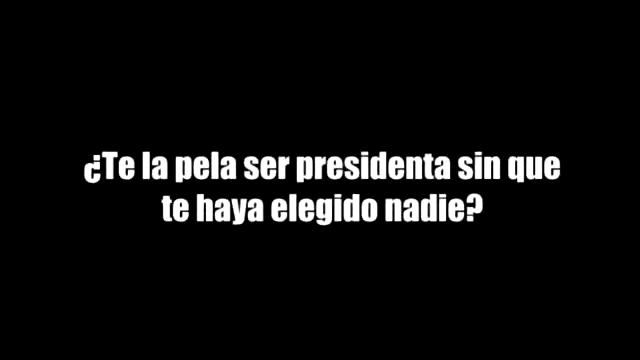 ¿Te la pela ser presidenta sin que
te haya elegido nadie?